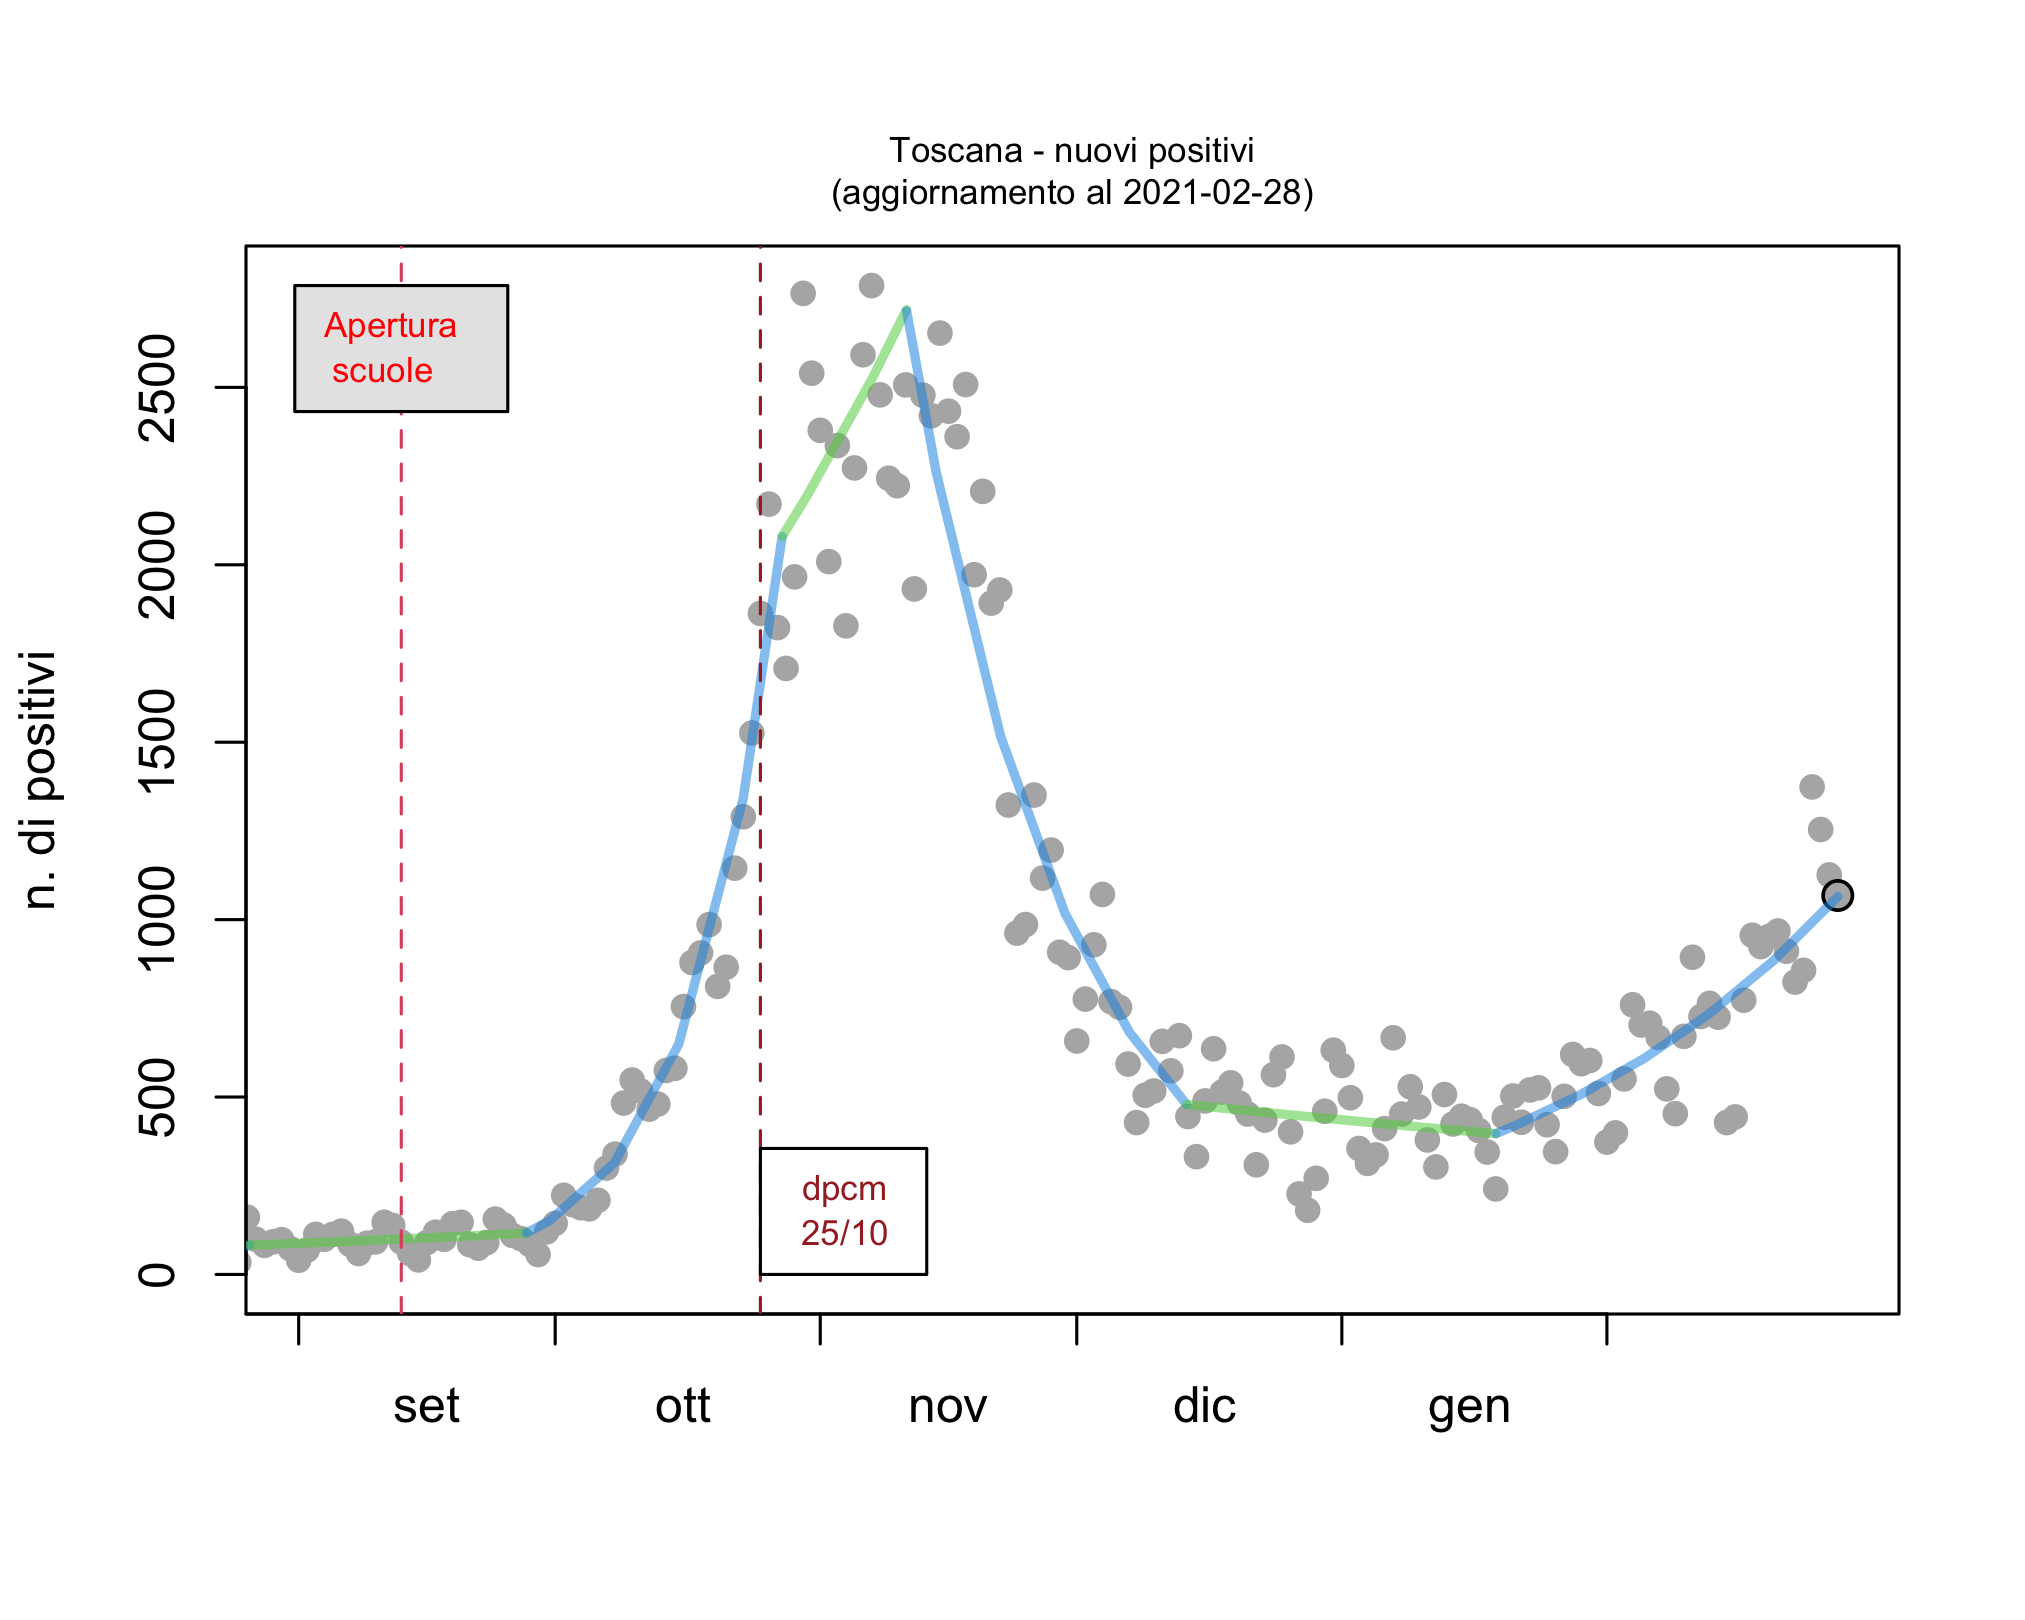 Toscana - nuovi positivi
(aggiornamento al 2021-02-28)
Apertura
scuole
n. di positivi
2500
2000
1500
1000
500
0
dpcm
25/10
set ott nov dic gen